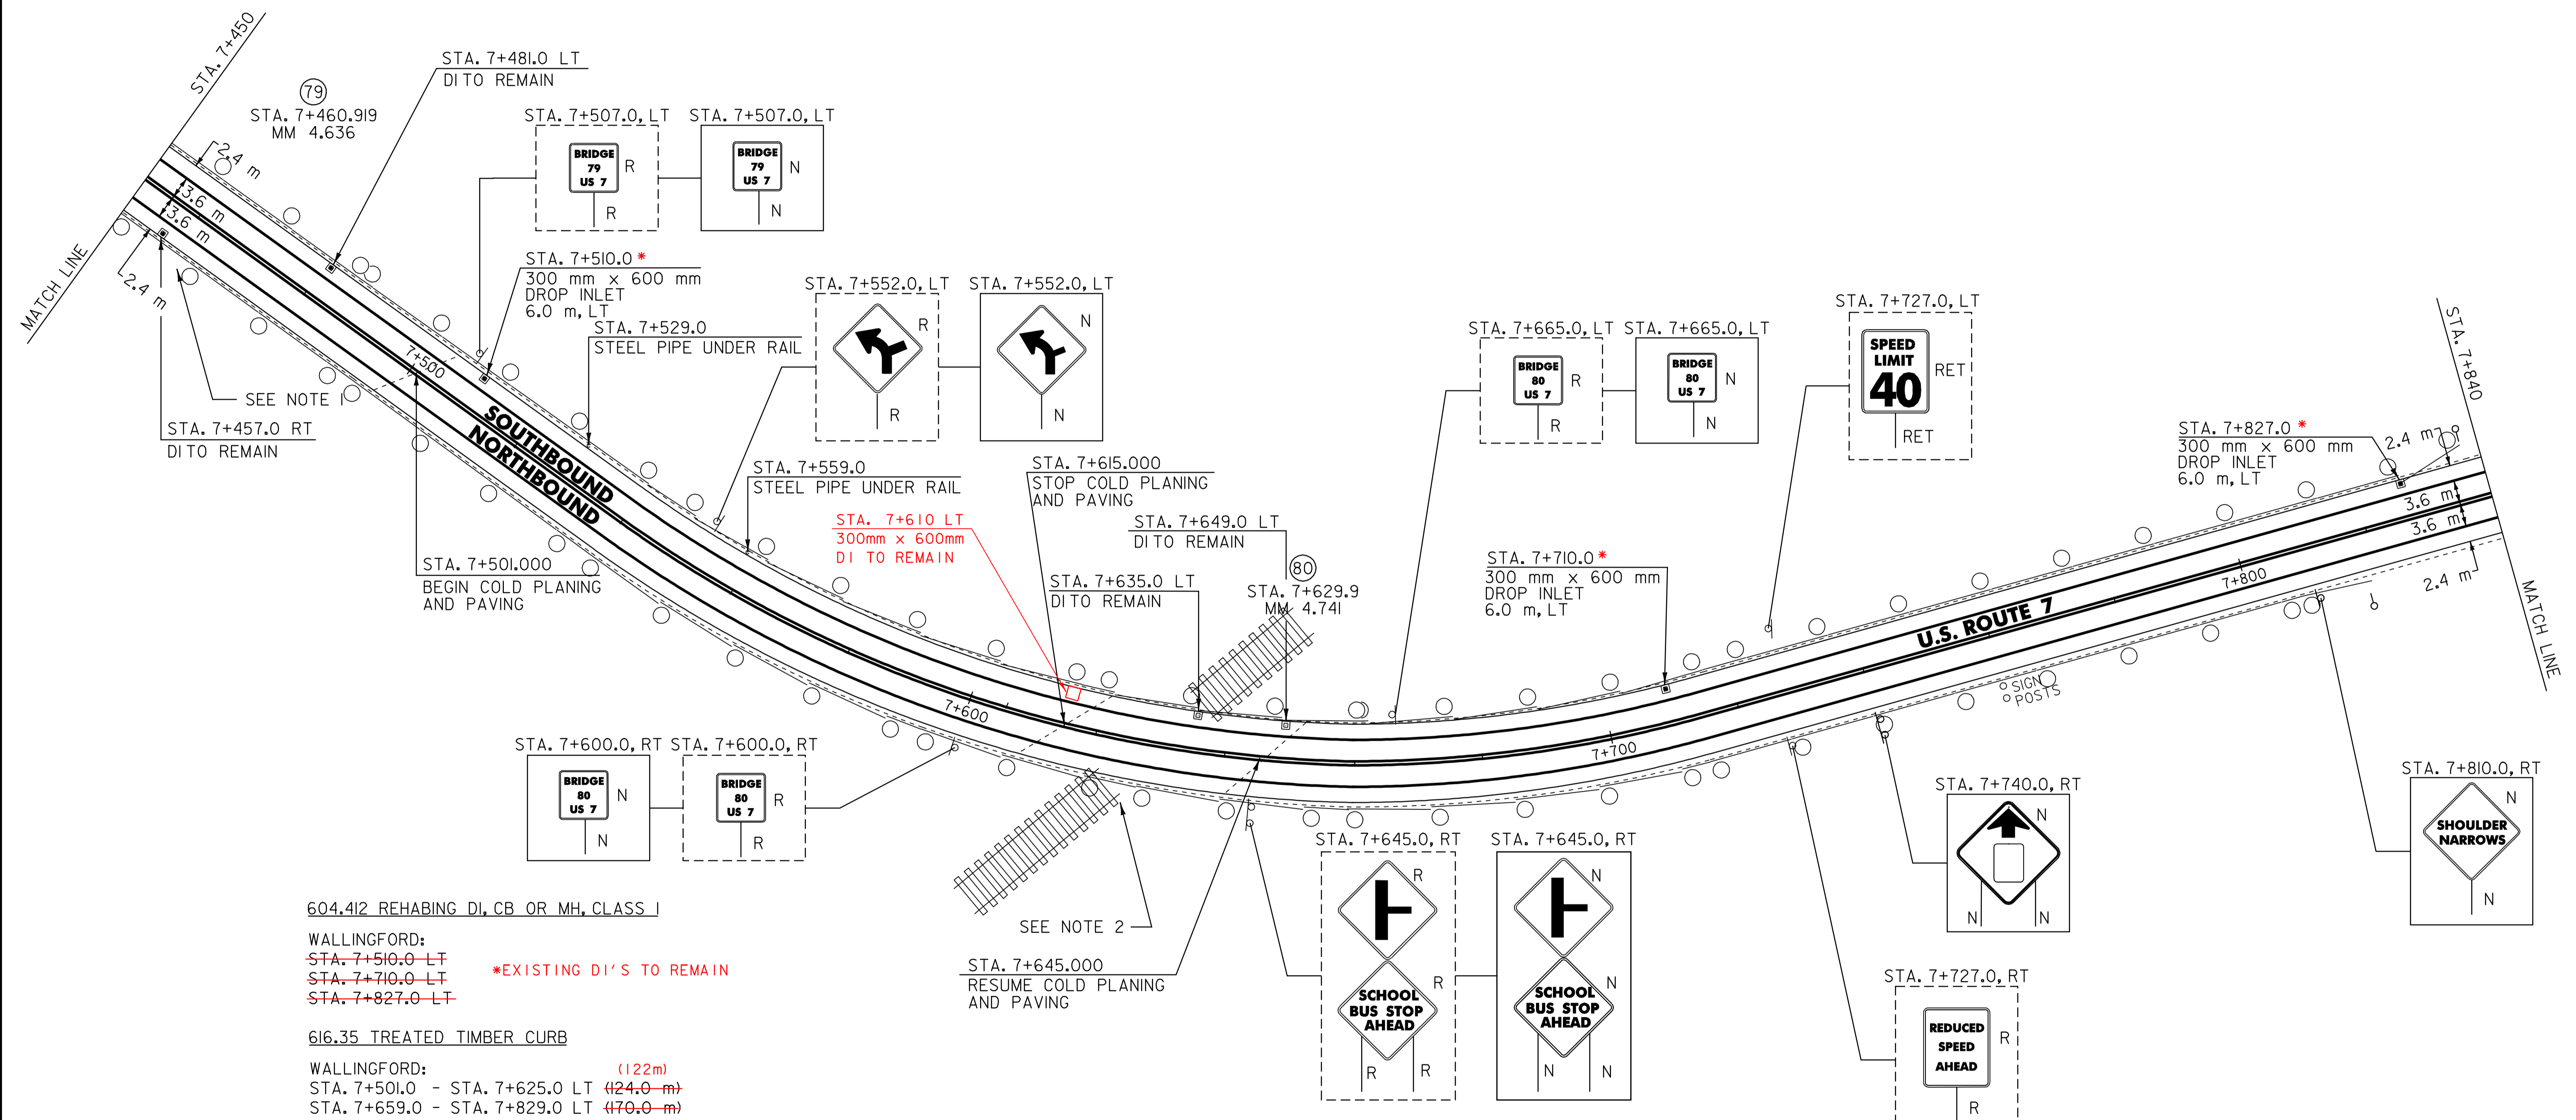 STA. 7+450
MATCH LINE
79
STA. 7+460.919
MM 4.636
STA. 7+481.0 LT
DI TO REMAIN
2.4 m
3.6 m
3.6 m
2.4 m
SEE NOTE 1
STA. 7+457.0 RT
DI TO REMAIN
STA. 7+507.0, LT
BRIDGE
79
US 7
R
R
STA. 7+507.0, LT
BRIDGE
79
US 7
N
N
STA. 7+510.0 *
300 mm x 600 mm
DROP INLET
6.0 m, LT
STA. 7+529.0
STEEL PIPE UNDER RAIL
7+500
SOUTHBOUND
NORTHBOUND
STA. 7+501.000
BEGIN COLD PLANING
AND PAVING
STA. 7+552.0, LT
R
R
STA. 7+552.0, LT
N
N
STA. 7+559.0
STEEL PIPE UNDER RAIL
STA. 7+610 LT
300mm x 600mm
DI TO REMAIN
STA. 7+615.000
STOP COLD PLANING
AND PAVING
STA. 7+649.0 LT
DI TO REMAIN
STA. 7+635.0 LT
DI TO REMAIN
80
STA. 7+629.9
MM 4.741
7+600
STA. 7+600.0, RT
BRIDGE
80
US 7
N
N
STA. 7+600.0, RT
BRIDGE
80
US 7
R
R
STA. 7+665.0, LT
BRIDGE
80
US 7
R
R
STA. 7+665.0, LT
BRIDGE
80
US 7
N
N
STA. 7+710.0 *
300 mm x 600 mm
DROP INLET
6.0 m, LT
7+700
STA. 7+727.0, LT
SPEED
LIMIT
40
RET
RET
U.S. ROUTE 7
STA. 7+827.0 *
300 mm x 600 mm
DROP INLET
6.0 m, LT
2.4 m
3.6 m
3.6 m
2.4 m
7+800
STA. 7+840
MATCH LINE
SIGN
POSTS
SEE NOTE 2
STA. 7+645.000
RESUME COLD PLANING
AND PAVING
STA. 7+645.0, RT
R
SCHOOL
BUS STOP
AHEAD
R
R
R
STA. 7+645.0, RT
N
SCHOOL
BUS STOP
AHEAD
N
N
N
STA. 7+740.0, RT
N
N
N
STA. 7+727.0, RT
REDUCED
SPEED
AHEAD
R
R
STA. 7+810.0, RT
SHOULDER
NARROWS
N
N
604.412 REHABING DI, CB OR MH, CLASS I
WALLINGFORD:
STA. 7+510.0 LT
STA. 7+710.0 LT
STA. 7+827.0 LT
*EXISTING DI'S TO REMAIN
616.35 TREATED TIMBER CURB
WALLINGFORD:
(122m)
STA. 7+501.0 - STA. 7+625.0 LT (124.0 m)
STA. 7+659.0 - STA. 7+829.0 LT (170.0 m)